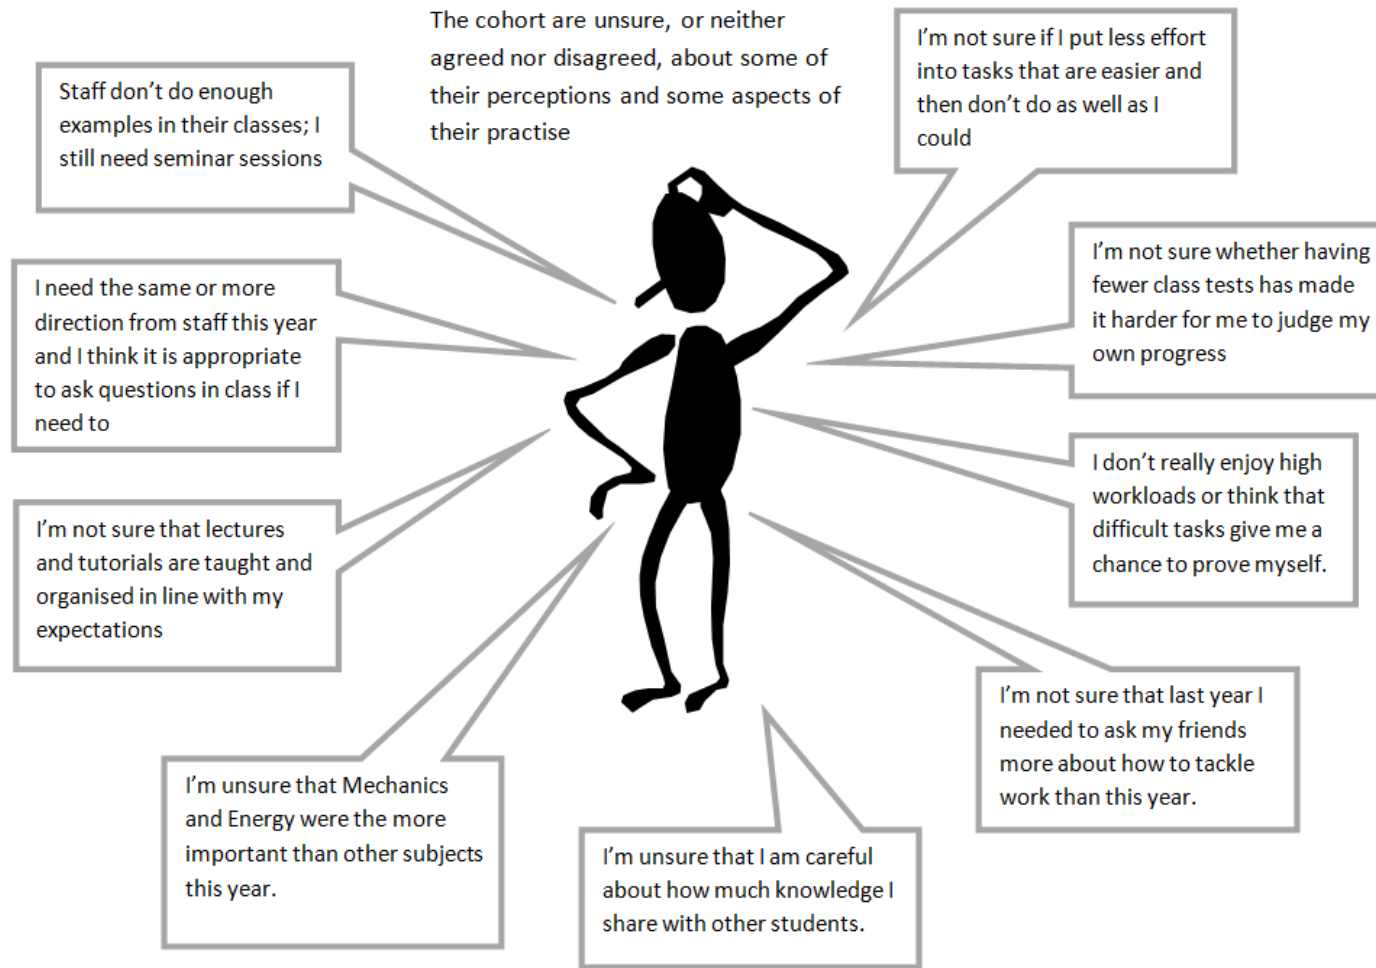 The cohort are unsure, or neither
agreed nor disagreed, about some of
their perceptions and some aspects of
their practise
Staff don’t do enough
examples in their classes; I
still need seminar sessions
I need the same or more
direction from staff this year
and I think it is appropriate
to ask questions in class if I
need to
I’m not sure that lectures
and tutorials are taught and
organised in line with my
expectations
I’m unsure that Mechanics
and Energy were the more
important than other subjects
this year.
I’m unsure that I am careful
about how much knowledge I
share with other students.
I’m not sure that last year I
needed to ask my friends
more about how to tackle
work than this year.
I don’t really enjoy high
workloads or think that
difficult tasks give me a
chance to prove myself.
I’m not sure whether having
fewer class tests has made
it harder for me to judge my
own progress
I’m not sure if I put less effort
into tasks that are easier and
then don’t do as well as I
could